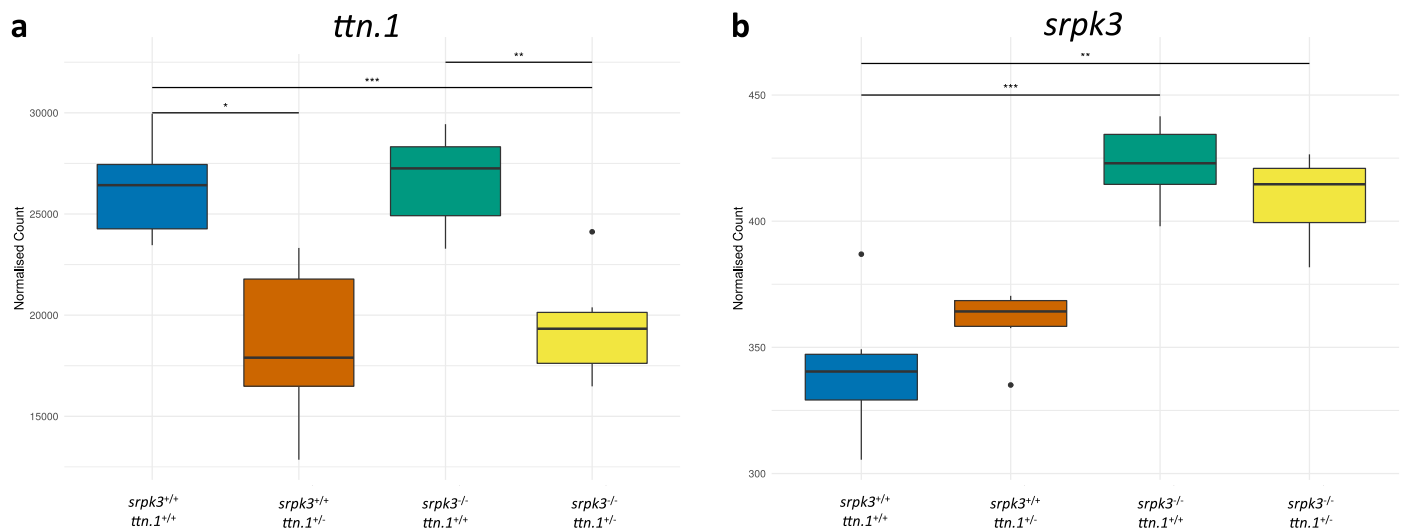 a
ttn.1
Normalised Count
30000
25000
20000
15000
**
***
*
srpk3+/+
ttn.1+/+
srpk3+/+
ttn.1+/-
srpk3-/-
ttn.1+/+
srpk3-/-
ttn.1+/-
b
srpk3
Normalised Count
450
400
350
300
**
***
srpk3+/+
ttn.1+/+
srpk3+/+
ttn.1+/-
srpk3-/-
ttn.1+/+
srpk3-/-
ttn.1+/-